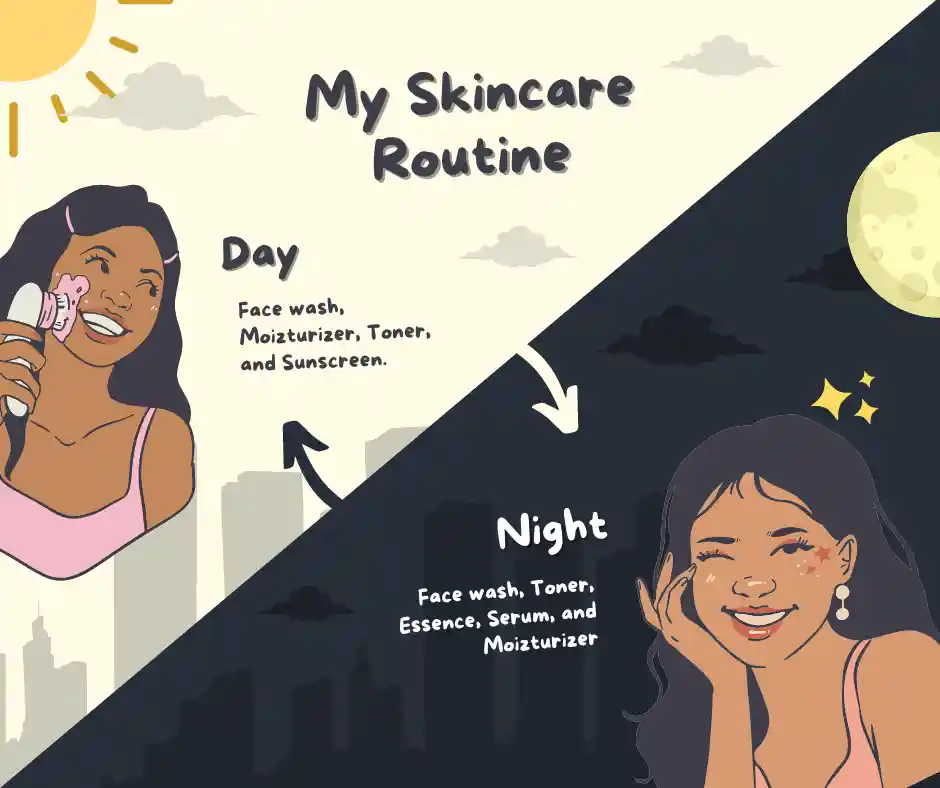 My Skincare
Routine
Day
Face wash,
Moizturizer, Toner,
and Sunscreen.
Night
Face wash, Toner,
Essence, Serum, and
Moizturizer